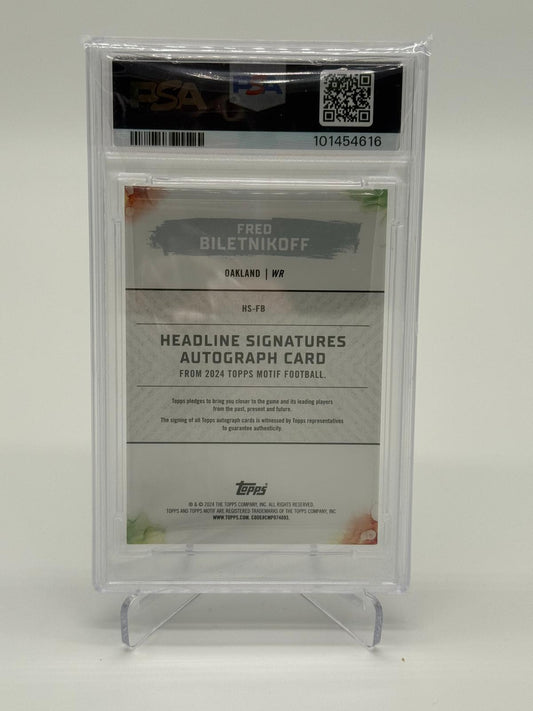 PSA
PSA
101454616
FRED
BILETNIKOFF
OAKLAND | WR
HS-FB
HEADLINE SIGNATURES
AUTOGRAPH CARD
FROM 2024 TOPPS MOTIF FOOTBALL.
Topps pledges to bring you closer to the game and its leading players
from the past, present and future.
The signing of all Topps autograph cards is witnessed by Topps representatives
to guarantee authenticity.
topps
® & © 2024 THE TOPPS COMPANY, INC. ALL RIGHTS RESERVED.
TOPPS AND TOPPS MOTIF ARE REGISTERED TRADEMARKS OF THE TOPPS COMPANY, INC
WWW.TOPPS.COM. CODE#CMP074803.